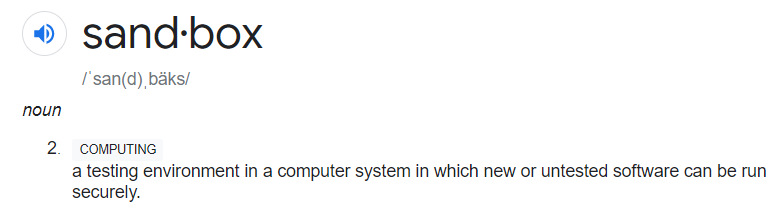 sand·box
/ˈsan(d)ˌbäks/
noun
2. COMPUTING
a testing environment in a computer system in which new or untested software can be run
securely.